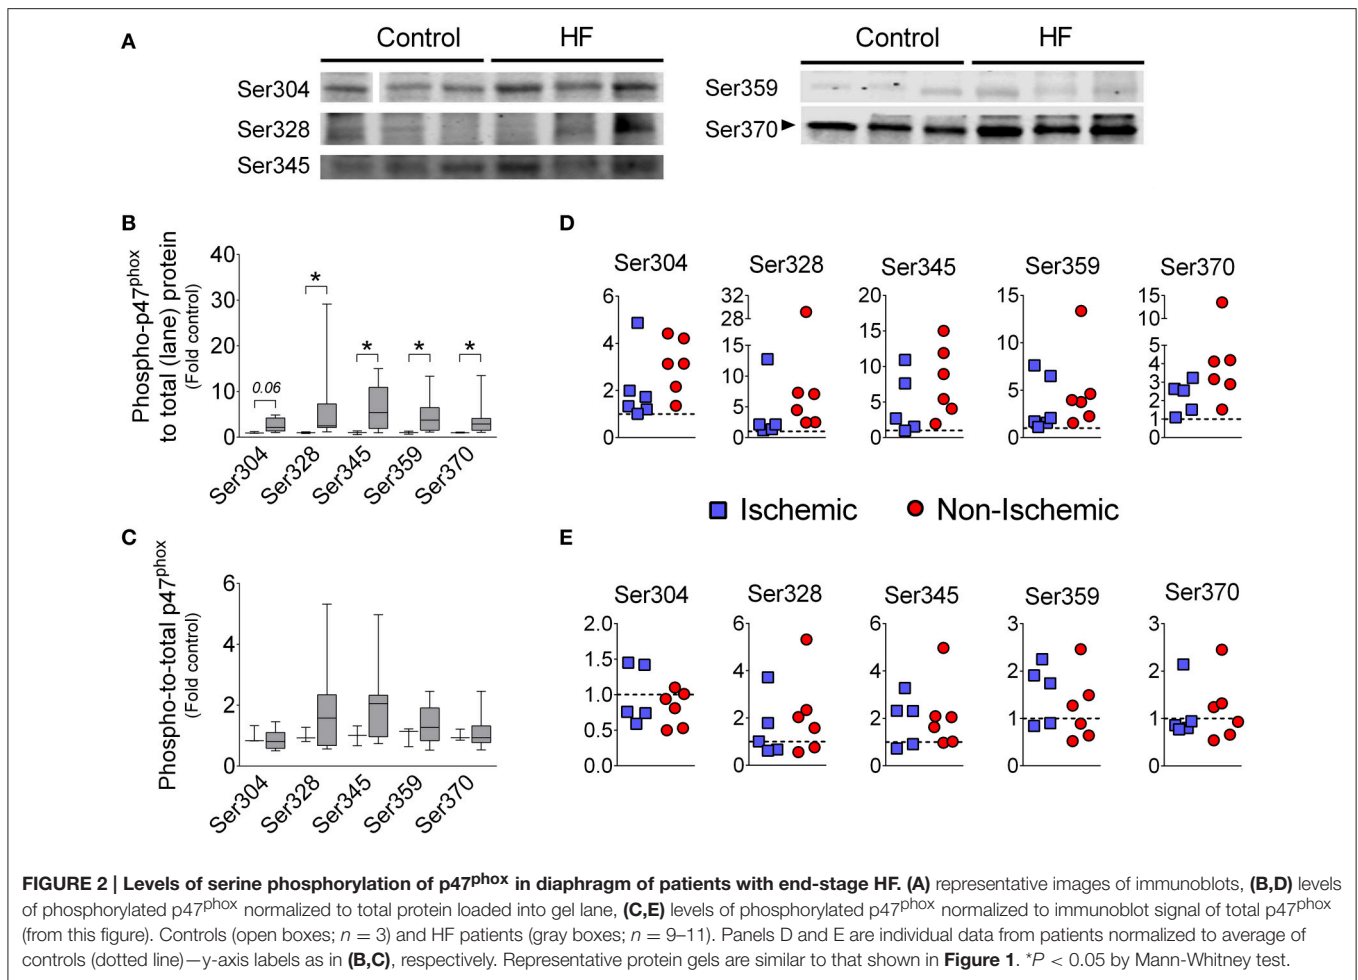 A
Control HF
Ser304
Ser328
Ser345
Control HF
Ser359
Ser370
B
Phospho-p47phox
to total (lane) protein
(Fold control)
40
30
20
10
0
0.06
*
*
*
*
Ser304
Ser328
Ser345
Ser359
Ser370
D
Ser304
6
4
2
0
Ser328
32
28
15
10
5
0
Ser345
20
15
10
5
0
Ser359
15
10
5
0
Ser370
15
10
5
4
3
2
1
0
Ischemic Non-Ischemic
C
Phospho-to-total p47phox
(Fold control)
6
4
2
0
Ser304
Ser328
Ser345
Ser359
Ser370
E
Ser304
2.0
1.5
1.0
0.5
0.0
Ser328
6
4
2
0
Ser345
6
4
2
0
Ser359
3
2
1
0
Ser370
3
2
1
0
FIGURE 2 | Levels of serine phosphorylation of p47phox in diaphragm of patients with end-stage HF. (A) representative images of immunoblots, (B,D) levels
of phosphorylated p47phox normalized to total protein loaded into gel lane, (C,E) levels of phosphorylated p47phox normalized to immunoblot signal of total p47phox
(from this figure). Controls (open boxes; n = 3) and HF patients (gray boxes; n = 9–11). Panels D and E are individual data from patients normalized to average of
controls (dotted line)—y-axis labels as in (B,C), respectively. Representative protein gels are similar to that shown in Figure 1. *P < 0.05 by Mann-Whitney test.